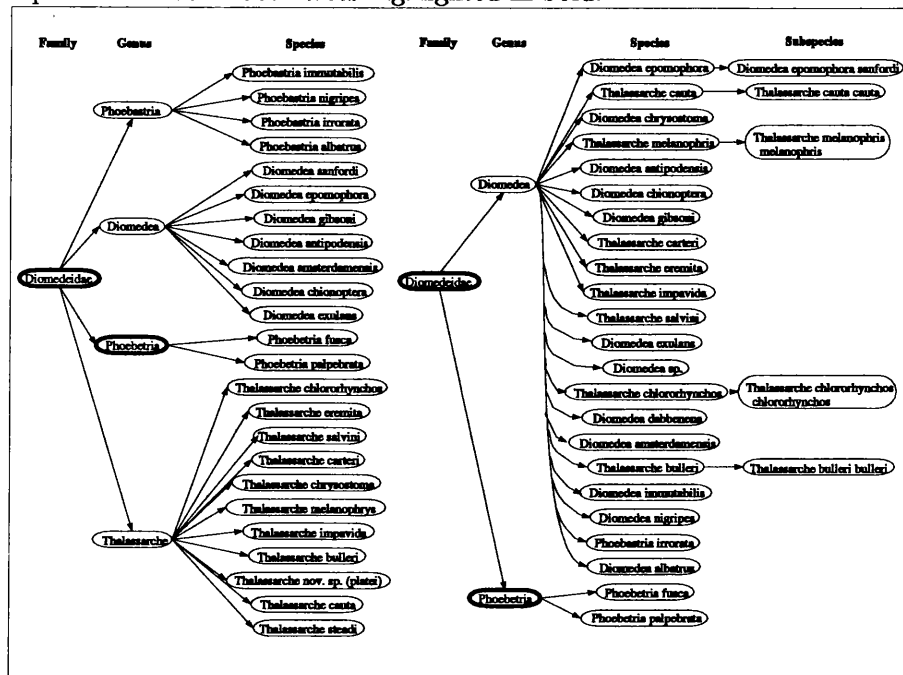 Family Genus Species
Phoebastria immutabilis
Phoebastria nigripes
Phoebastria
Phoebastria irrorata
Phoebastria albatrus
Diomedea sanfordi
Diomedea epomophora
Diomedea
Diomedea gibsoni
Diomedea antipodensis
Diomedea amsterdamensis
Diomedeidae
Diomedea chionoptera
Diomedea exulans
Phoebetria
Phoebetria fusca
Phoebetria palpebrata
Thalassarche chlororhynchos
Thalassarche eremita
Thalassarche salvini
Thalassarche carteri
Thalassarche chrysostoma
Thalassarche melanophrys
Thalassarche
Thalassarche impavida
Thalassarche bulleri
Thalassarche nov. sp. (platei)
Thalassarche cauta
Thalassarche steadi
Family Genus Species Subspecies
Diomedea epomophora Diomedea epomophora sanfordi
Thalassarche cauta Thalassarche cauta cauta
Diomedea chrysostoma
Thalassarche melanophris Thalassarche melanophris
melanophris
Diomedea antipodensis
Diomedea
Diomedea chionoptera
Diomedea gibsoni
Thalassarche carteri
Thalassarche eremita
Diomedeidae
Thalassarche impavida
Thalassarche salvini
Diomedea exulans
Diomedea sp.
Thalassarche chlororhynchos Thalassarche chlororhynchos
chlororhynchos
Diomedea dabbenena
Diomedea amsterdamensis
Thalassarche bulleri Thalassarche bulleri bulleri
Diomedea immutabilis
Diomedea nigripes
Phoebastria irrorata
Diomedea albatrus
Phoebetria
Phoebetria fusca
Phoebetria palpebrata